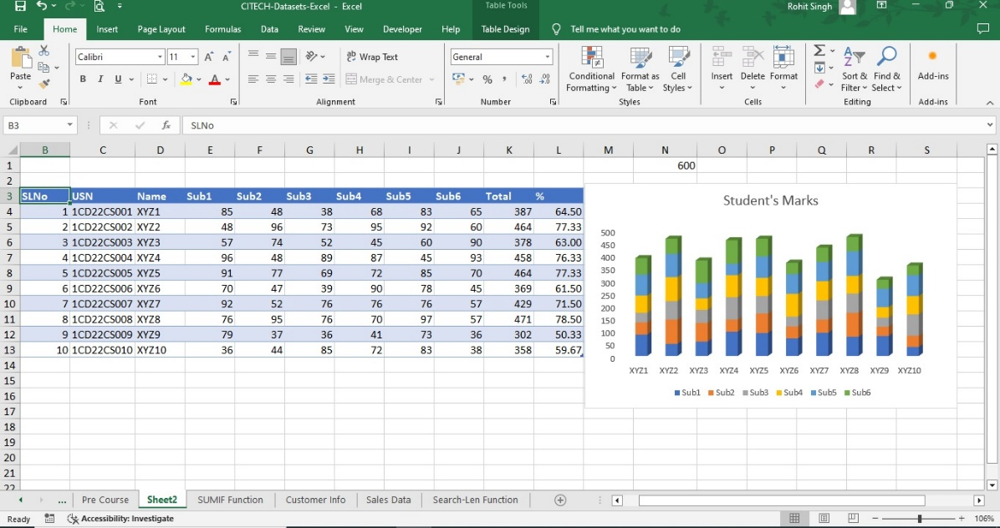 CITECH-Datasets-Excel - Excel
Table Tools
Rohit Singh
File Home Insert Page Layout Formulas Data Review View Developer Help Table Design Tell me what you want to do
Calibri 11 A A ab Wrap Text General
Paste B I U A Merge & Center % , Conditional Formatting Format as Table Cell Styles Insert Delete Format Sort & Filter Find & Select Add-ins
Clipboard Font Alignment Number Styles Cells Editing Add-ins
B3 fx SLNo
B C D E F G H I J K L M N O P Q R S
1 600
2
3 SLNo USN Name Sub1 Sub2 Sub3 Sub4 Sub5 Sub6 Total %
4 1 1CD22CS001 XYZ1 85 48 38 68 83 65 387 64.50
5 2 1CD22CS002 XYZ2 48 96 73 95 92 60 464 77.33
6 3 1CD22CS003 XYZ3 57 74 52 45 60 90 378 63.00
7 4 1CD22CS004 XYZ4 96 48 89 87 45 93 458 76.33
8 5 1CD22CS005 XYZ5 91 77 69 72 85 70 464 77.33
9 6 1CD22CS006 XYZ6 70 47 39 90 78 45 369 61.50
10 7 1CD22CS007 XYZ7 92 52 76 76 76 57 429 71.50
11 8 1CD22CS008 XYZ8 76 95 76 70 97 57 471 78.50
12 9 1CD22CS009 XYZ9 79 37 36 41 73 36 302 50.33
13 10 1CD22CS010 XYZ10 36 44 85 72 83 38 358 59.67
14
15
16
17
18
19
20
21
22
Student's Marks
500
450
400
350
300
250
200
150
100
50
0
XYZ1 XYZ2 XYZ3 XYZ4 XYZ5 XYZ6 XYZ7 XYZ8 XYZ9 XYZ10
Sub1 Sub2 Sub3 Sub4 Sub5 Sub6
... Pre Course Sheet2 SUMIF Function Customer Info Sales Data Search-Len Function
Ready Accessibility: Investigate 106%